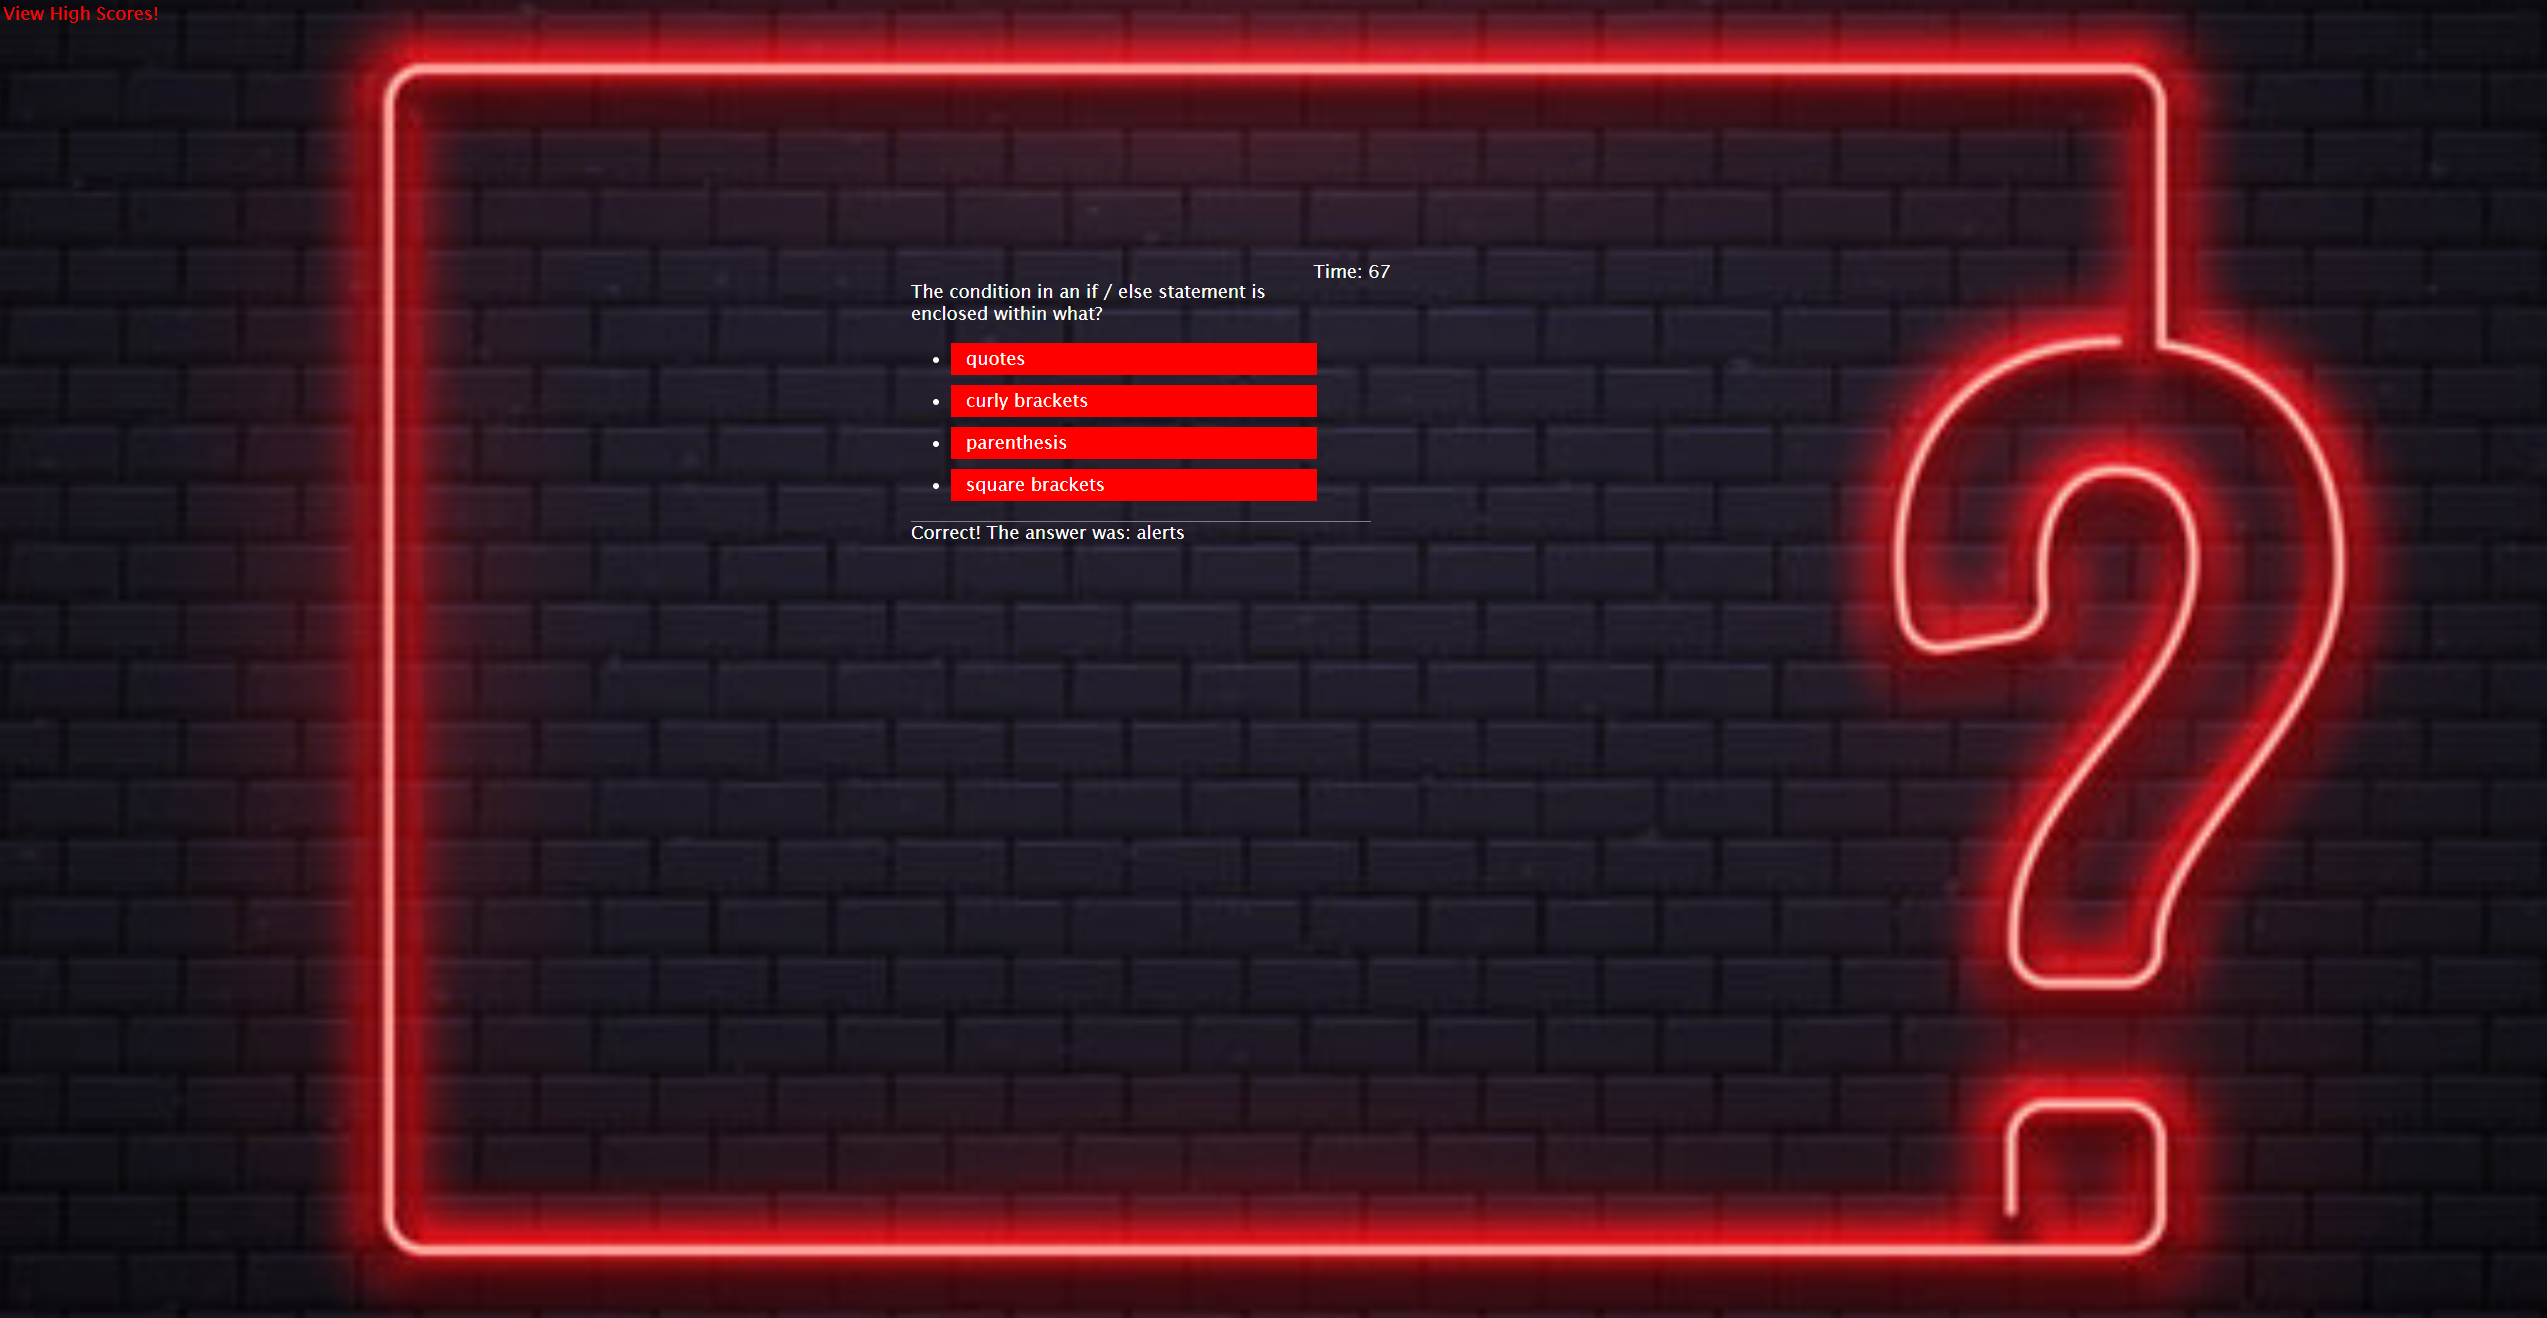 View High Scores!
Time: 67
The condition in an if / else statement is
enclosed within what?
quotes
curly brackets
parenthesis
square brackets
Correct! The answer was: alerts